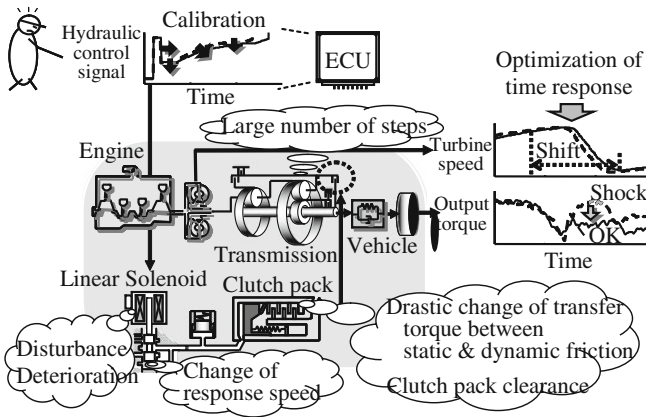 Calibration
Hydraulic
control
signal
ECU
Time
Optimization of
time response
Large number of steps
Turbine
speed
Shift
Engine
Shock
Output
torque
OK
Transmission
Vehicle
Time
Linear Solenoid
Clutch pack
Disturbance
Deterioration
Change of
response speed
Drastic change of transfer
torque between
static & dynamic friction
Clutch pack clearance